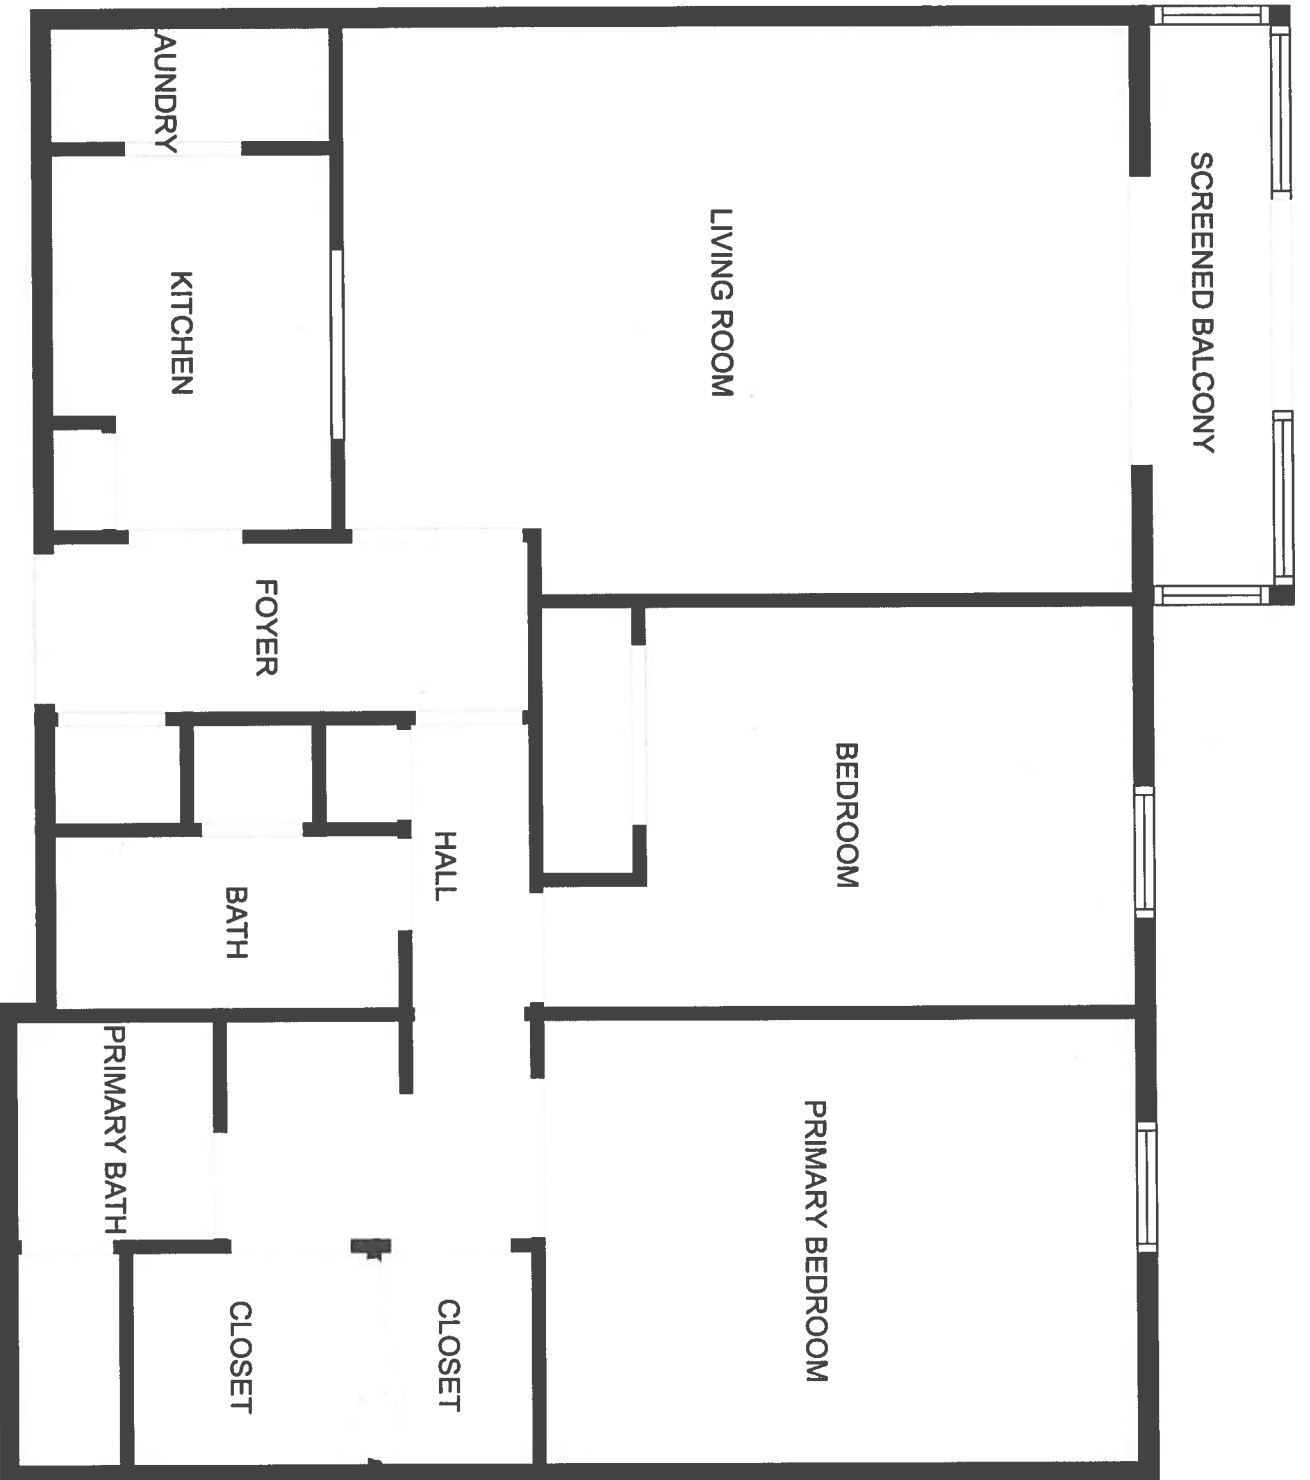 SCREENED BALCONY
LIVING ROOM
BEDROOM
PRIMARY BEDROOM
AUNDRY
KITCHEN
FOYER
HALL
BATH
PRIMARY BATH
CLOSET
CLOSET